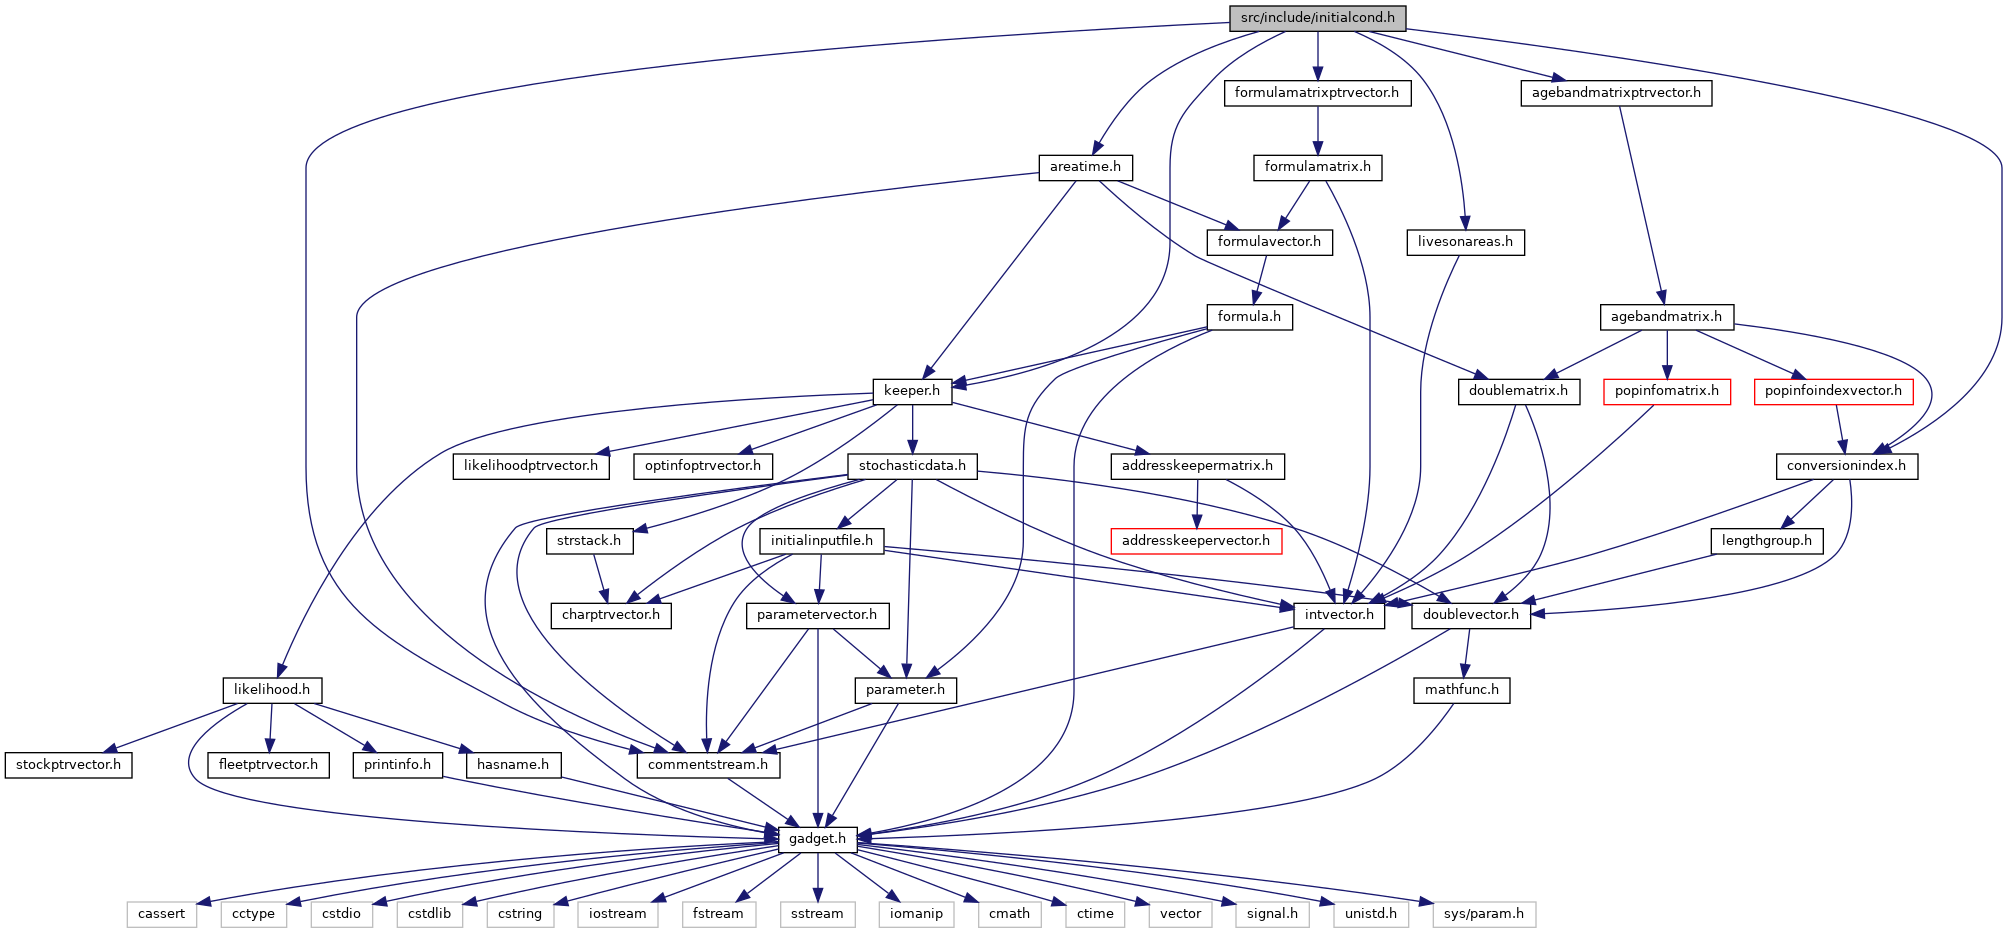 src/include/initialcond.h
formulamatrixptrvector.h
agebandmatrixptrvector.h
areatime.h
formulamatrix.h
formulavector.h
livesonareas.h
formula.h
agebandmatrix.h
keeper.h
doublematrix.h
popinfomatrix.h
popinfoindexvector.h
likelihoodptrvector.h
optinfoptrvector.h
stochasticdata.h
addresskeepermatrix.h
conversionindex.h
strstack.h
initialinputfile.h
addresskeepervector.h
lengthgroup.h
charptrvector.h
parametervector.h
intvector.h
doublevector.h
likelihood.h
parameter.h
mathfunc.h
stockptrvector.h
fleetptrvector.h
printinfo.h
hasname.h
commentstream.h
gadget.h
cassert
cctype
cstdio
cstdlib
cstring
iostream
fstream
sstream
iomanip
cmath
ctime
vector
signal.h
unistd.h
sys/param.h